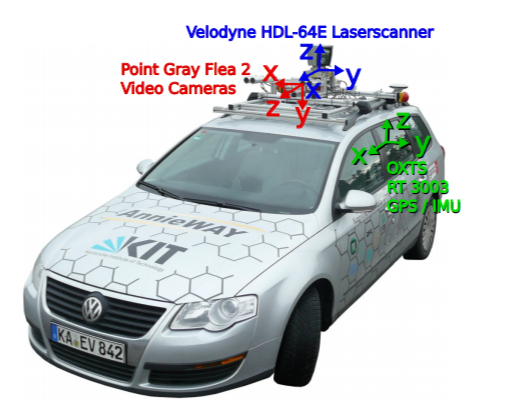 Velodyne HDL-64E Laserscanner
Point Gray Flea 2
Video Cameras
z
x
y
x
z
y
z
x
y
OXTS
RT 3003
GPS / IMU
AnnieWAY
KIT
KA EV 842